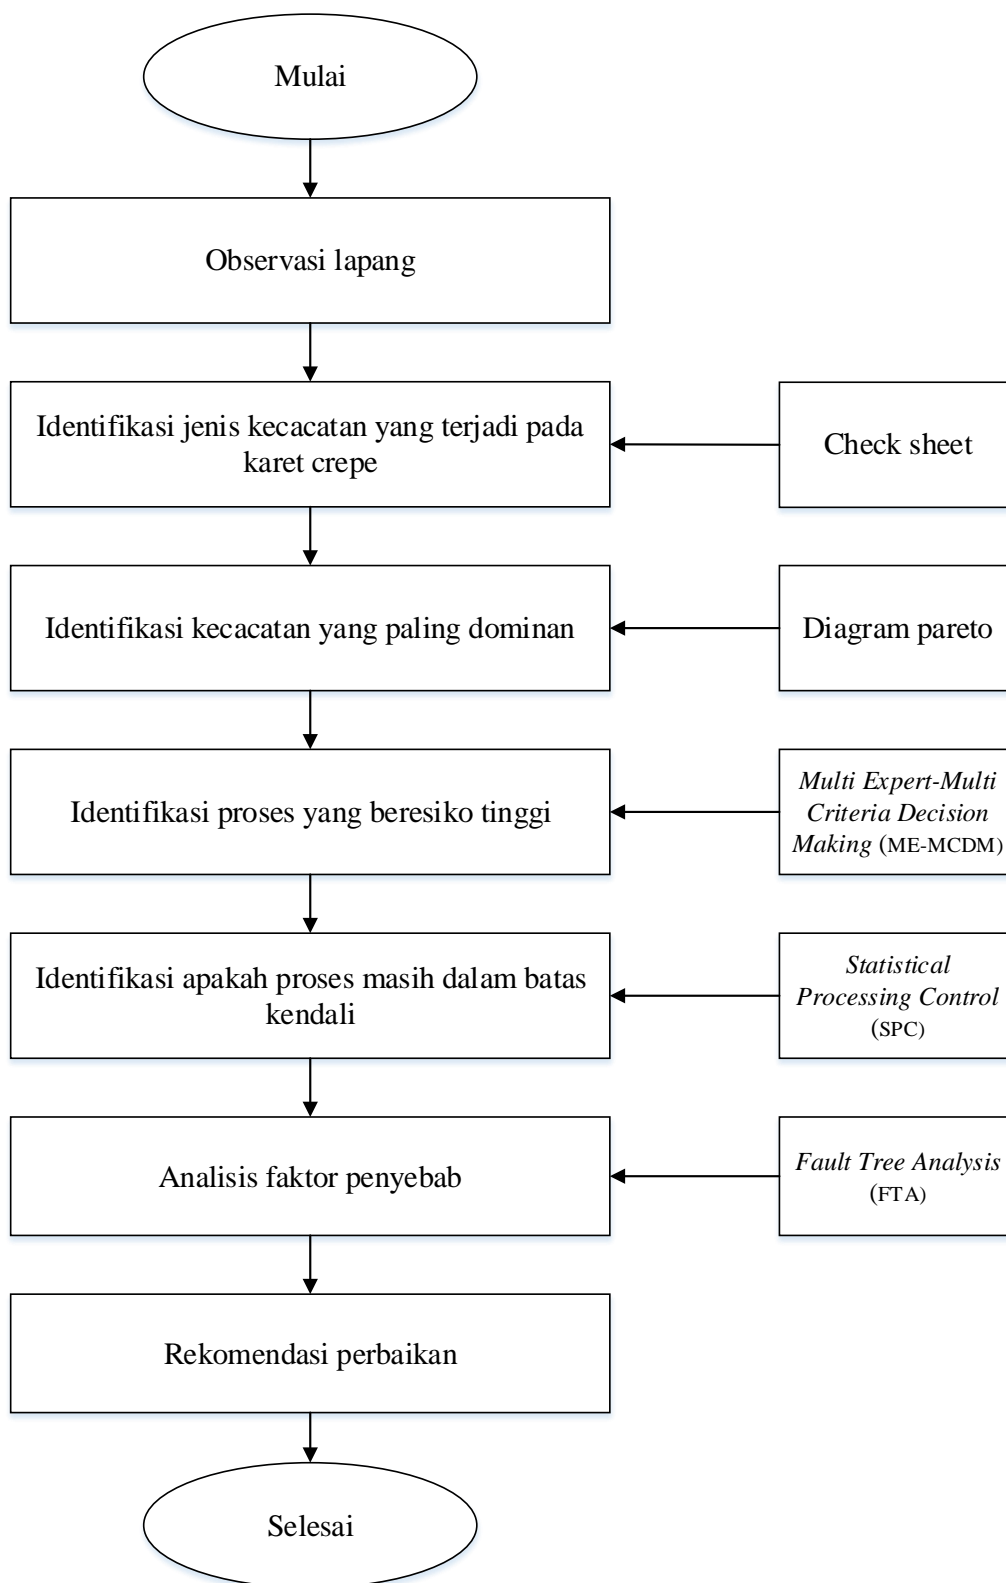 Mulai
Observasi lapang
Identifikasi jenis kecacatan yang terjadi pada
karet crepe
Check sheet
Identifikasi kecacatan yang paling dominan
Diagram pareto
Identifikasi proses yang beresiko tinggi
Multi Expert-Multi
Criteria Decision
Making (ME-MCDM)
Identifikasi apakah proses masih dalam batas
kendali
Statistical
Processing Control
(SPC)
Analisis faktor penyebab
Fault Tree Analysis
(FTA)
Rekomendasi perbaikan
Selesai